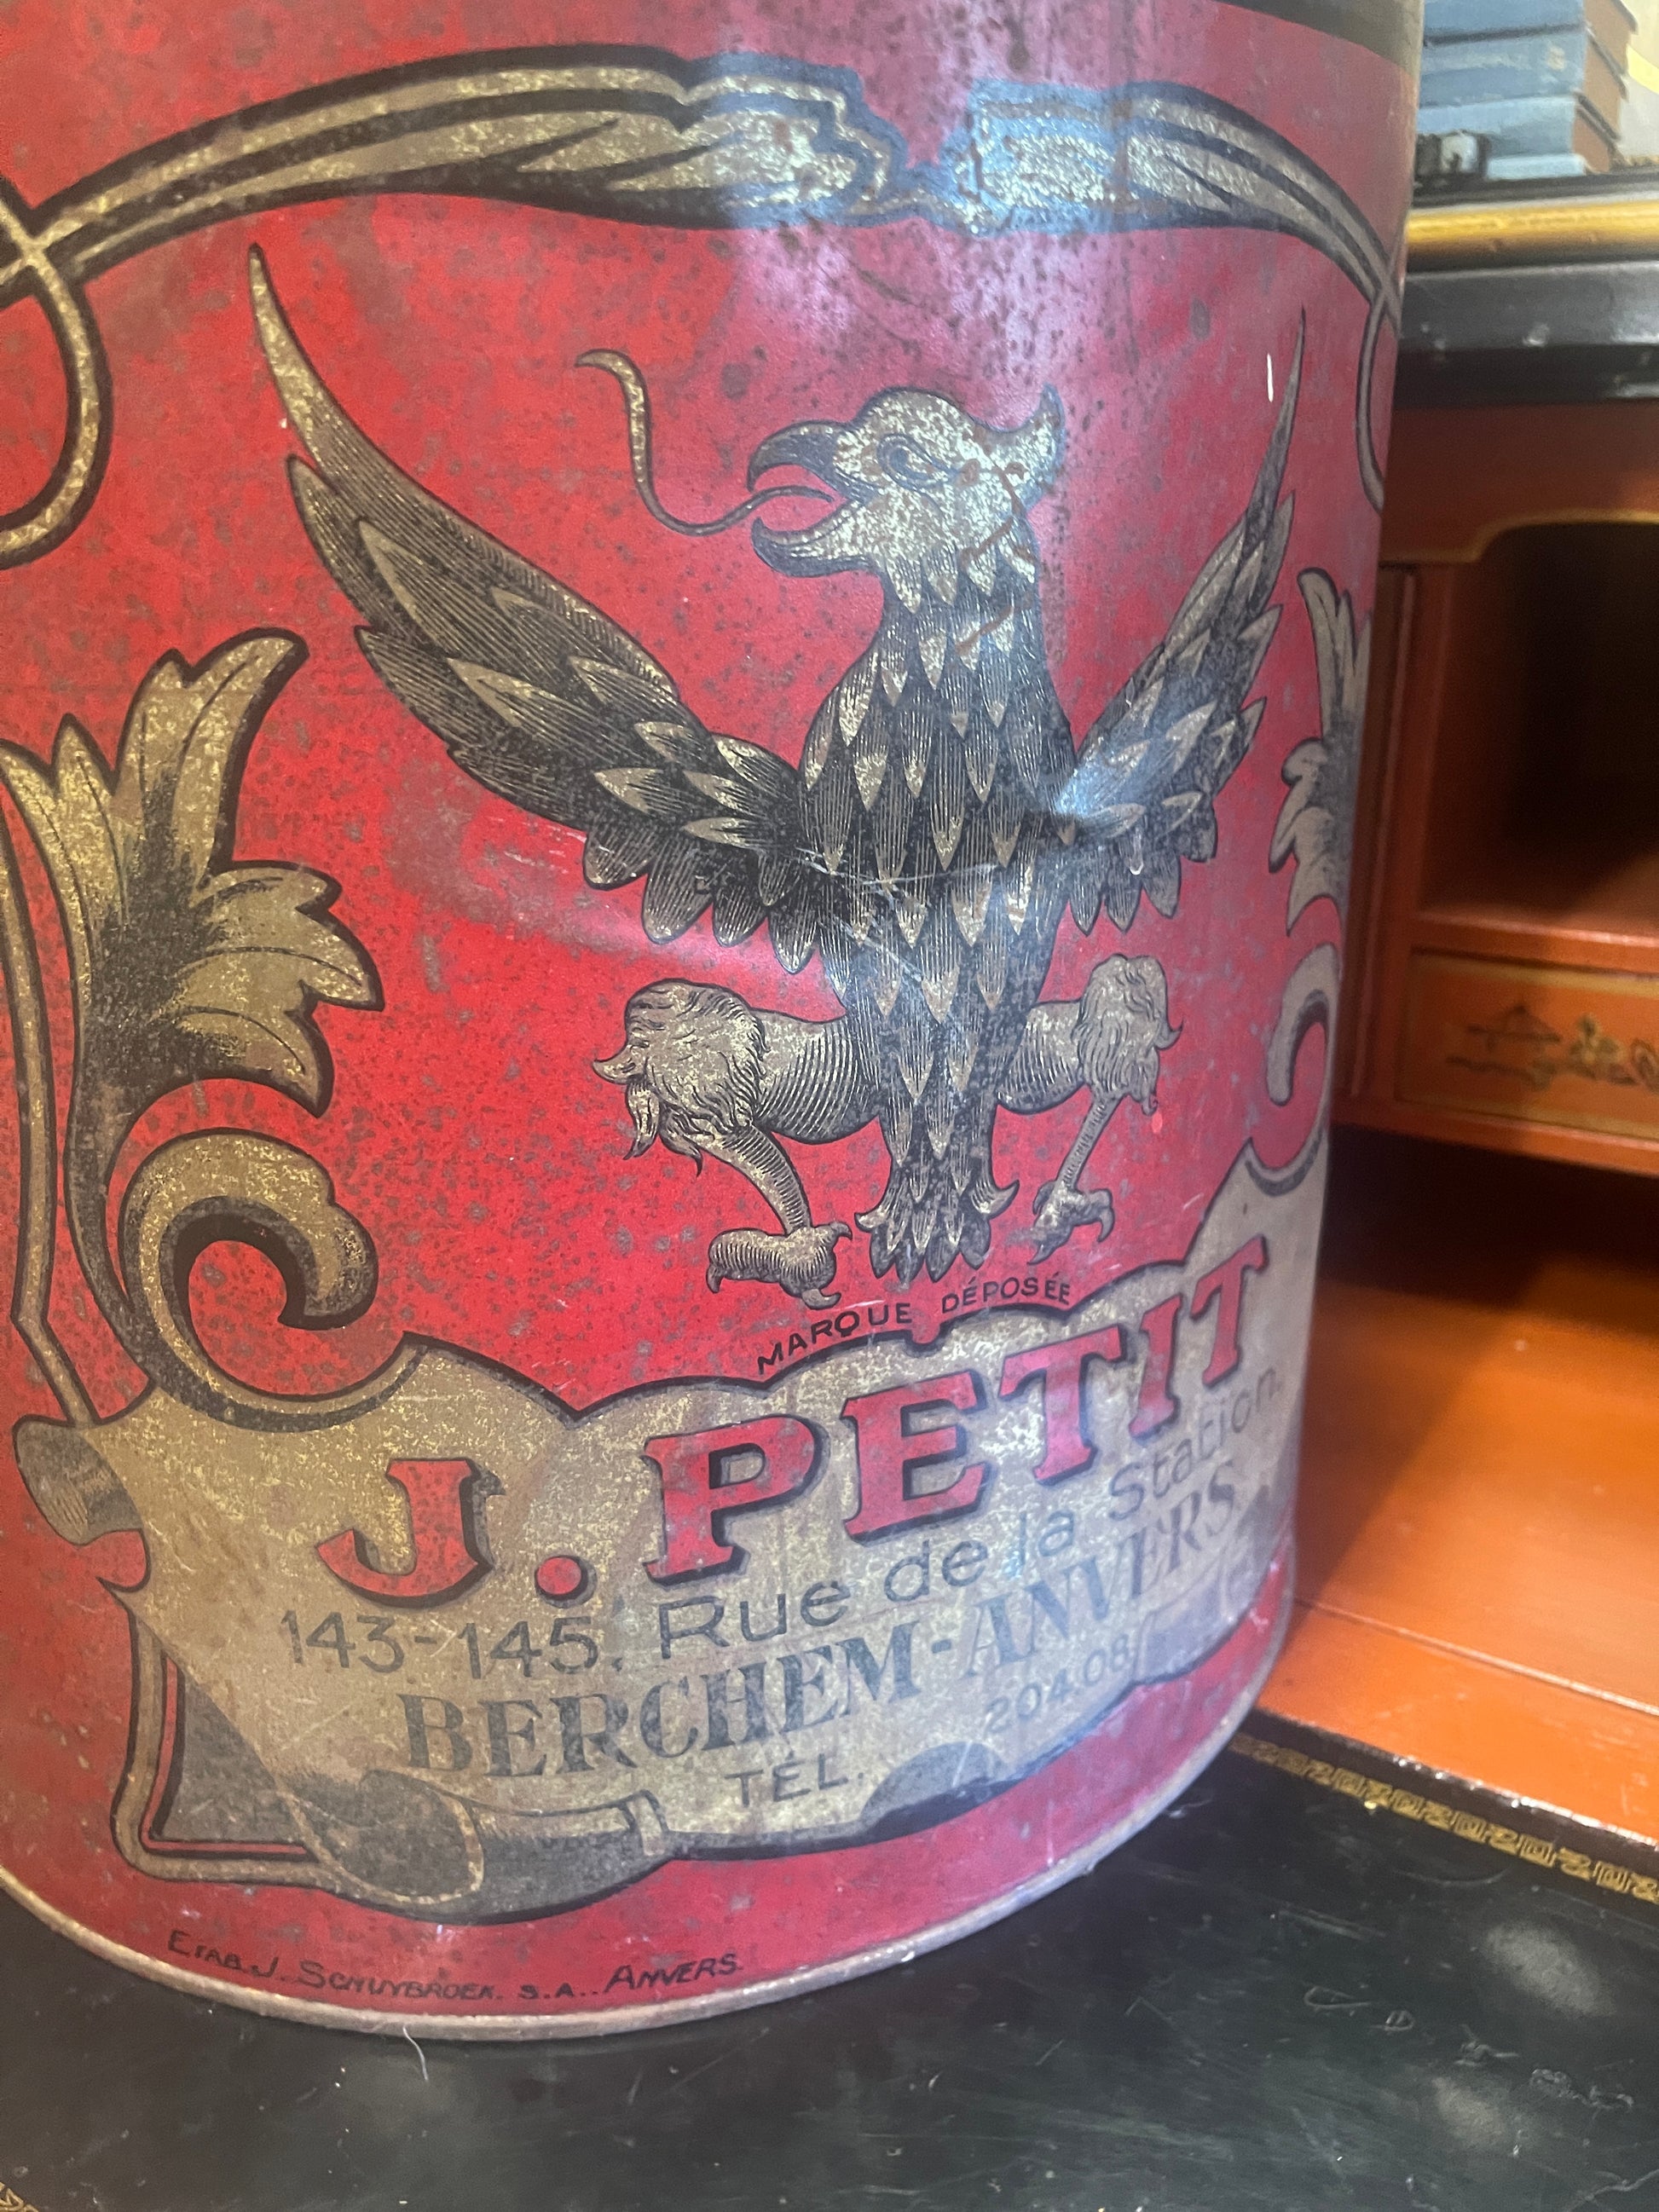 MARQUE DÉPOSÉE
J. PETIT
143-145, Rue de la Station
BERCHEM-ANVERS
TÉL. 204.08
ETAB. J. SCHUYBROEK. S.A.. ANVERS.